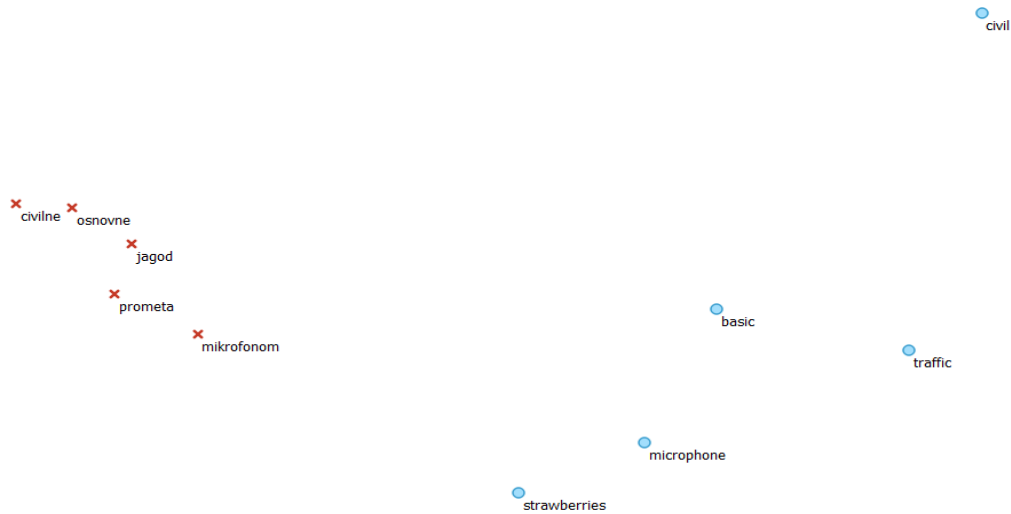 civil
civilne
osnovne
jagod
prometa
basic
mikrofonom
traffic
microphone
strawberries